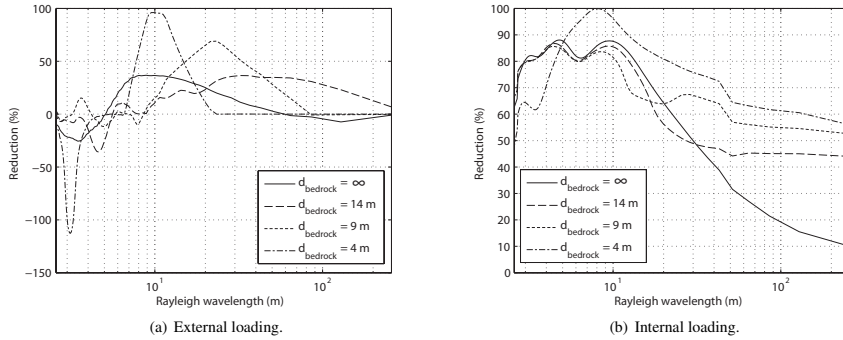 100
50
0
−50
−100
−150
Reduction (%)
10^1
10^2
Rayleigh wavelength (m)
d_bedrock = ∞
d_bedrock = 14 m
d_bedrock = 9 m
d_bedrock = 4 m
(a) External loading.
100
90
80
70
60
50
40
30
20
10
0
Reduction (%)
10^1
10^2
Rayleigh wavelength (m)
d_bedrock = ∞
d_bedrock = 14 m
d_bedrock = 9 m
d_bedrock = 4 m
(b) Internal loading.